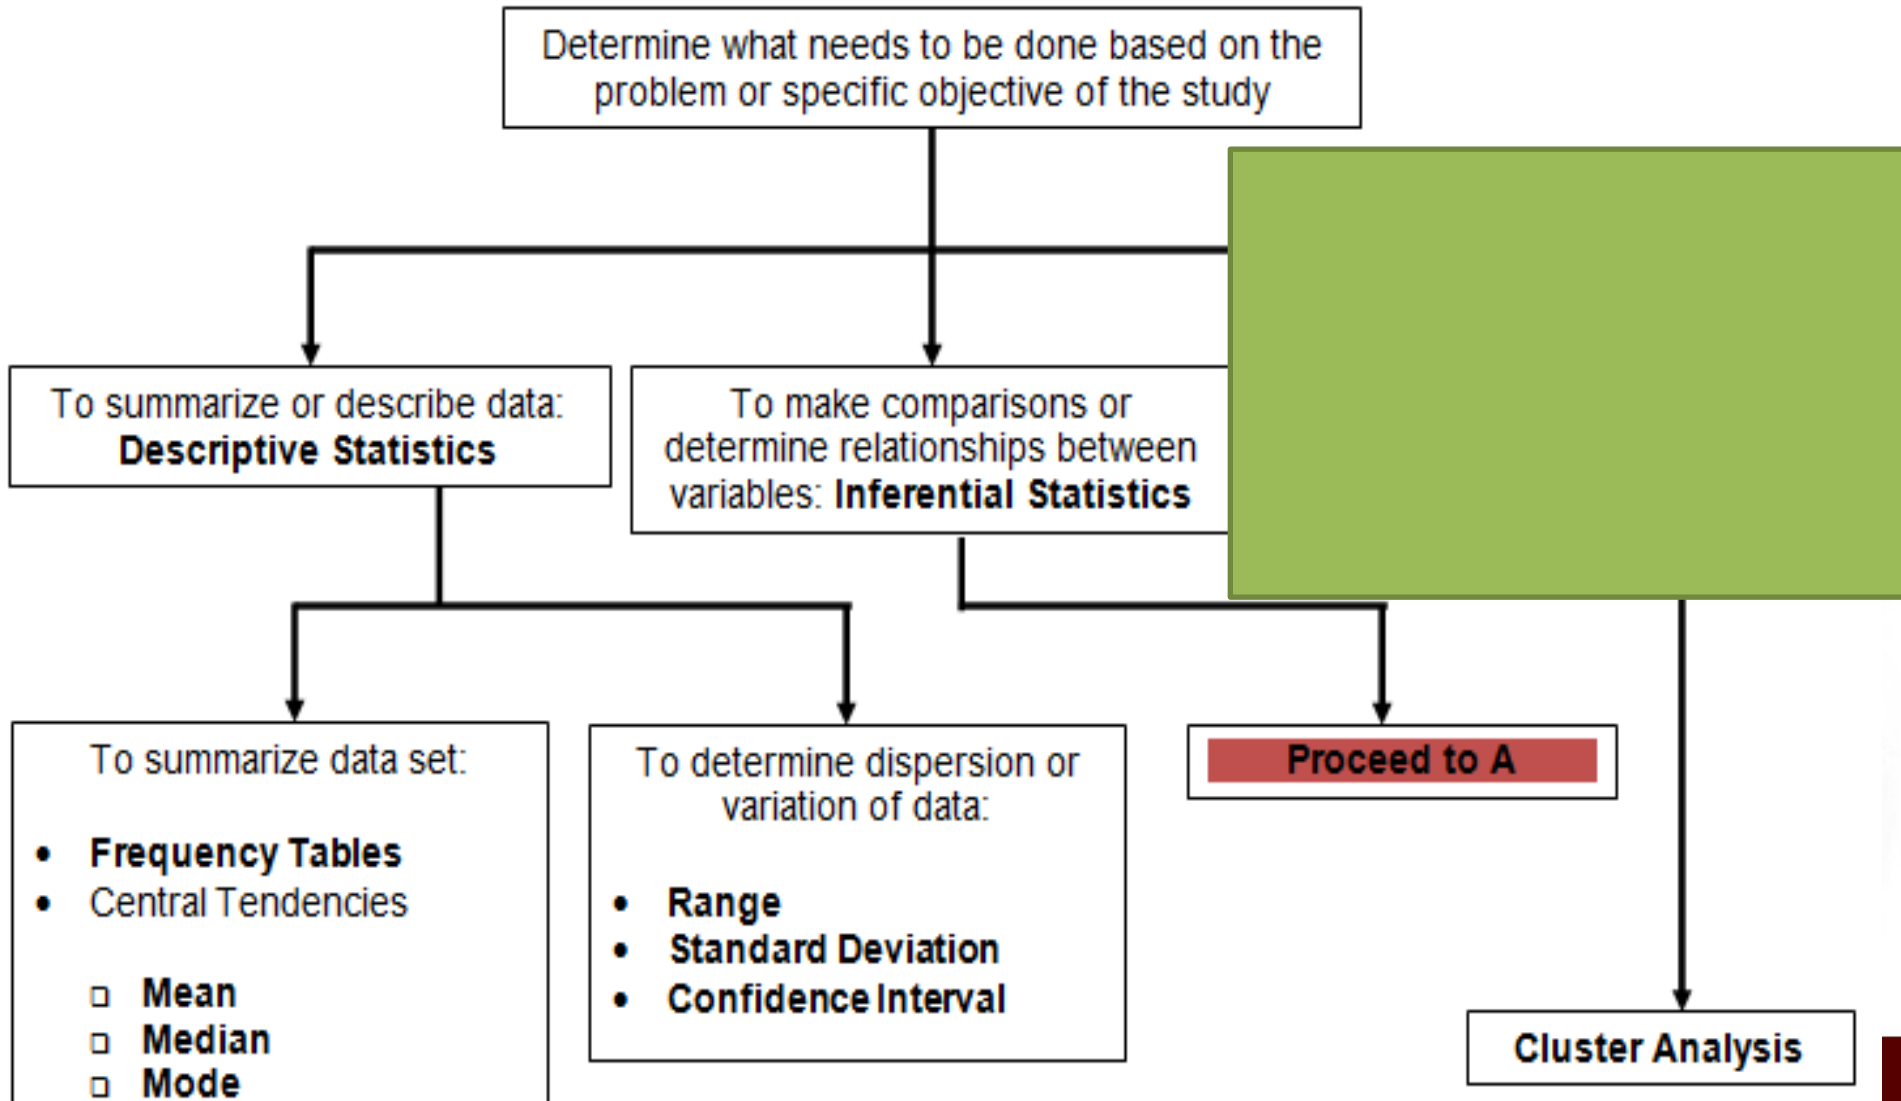 Determine what needs to be done based on the
problem or specific objective of the study
To summarize or describe data:
Descriptive Statistics
To make comparisons or
determine relationships between
variables: Inferential Statistics
To summarize data set:
• Frequency Tables
• Central Tendencies
□ Mean
□ Median
□ Mode
To determine dispersion or
variation of data:
• Range
• Standard Deviation
• Confidence Interval
Proceed to A
Cluster Analysis